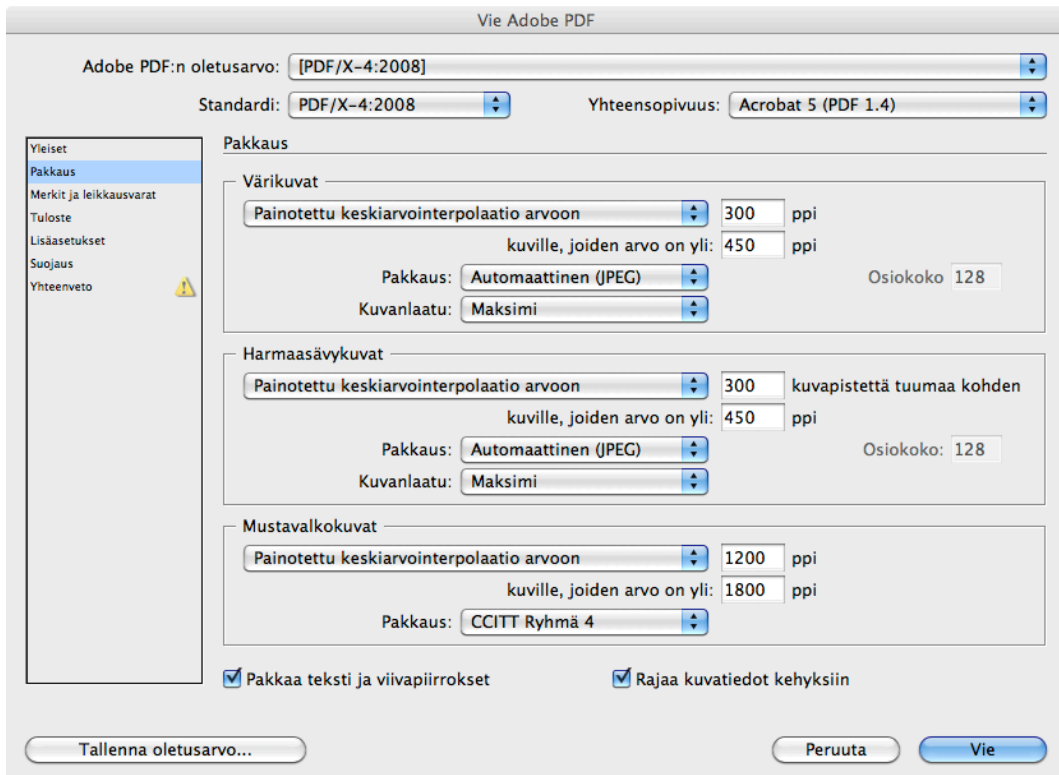 Vie Adobe PDF
Adobe PDF:n oletusarvo: [PDF/X-4:2008]
Standardi: PDF/X-4:2008 Yhteensopivuus: Acrobat 5 (PDF 1.4)
Yleiset
Pakkaus
Merkit ja leikkausvarat
Tuloste
Lisäasetukset
Suojaus
Yhteenveto
Pakkaus
Värikuvat
Painotettu keskiarvointerpolaatio arvoon 300 ppi
kuville, joiden arvo on yli: 450 ppi
Pakkaus: Automaattinen (JPEG) Osiokoko 128
Kuvanlaatu: Maksimi
Harmaasävykuvat
Painotettu keskiarvointerpolaatio arvoon 300 kuvapistettä tuumaa kohden
kuville, joiden arvo on yli: 450 ppi
Pakkaus: Automaattinen (JPEG) Osiokoko: 128
Kuvanlaatu: Maksimi
Mustavalkokuvat
Painotettu keskiarvointerpolaatio arvoon 1200 ppi
kuville, joiden arvo on yli: 1800 ppi
Pakkaus: CCITT Ryhmä 4
Pakkaa teksti ja viivapiirrokset Rajaa kuvatiedot kehyksiin
Tallenna oletusarvo... Peruuta Vie